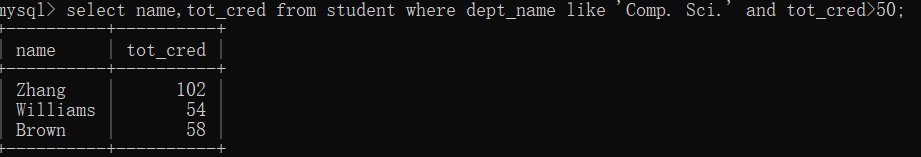 mysql> select name,tot_cred from student where dept_name like 'Comp. Sci.' and tot_cred>50;
+----------+----------+
| name     | tot_cred |
+----------+----------+
| Zhang    |      102 |
| Williams |       54 |
| Brown    |       58 |
+----------+----------+